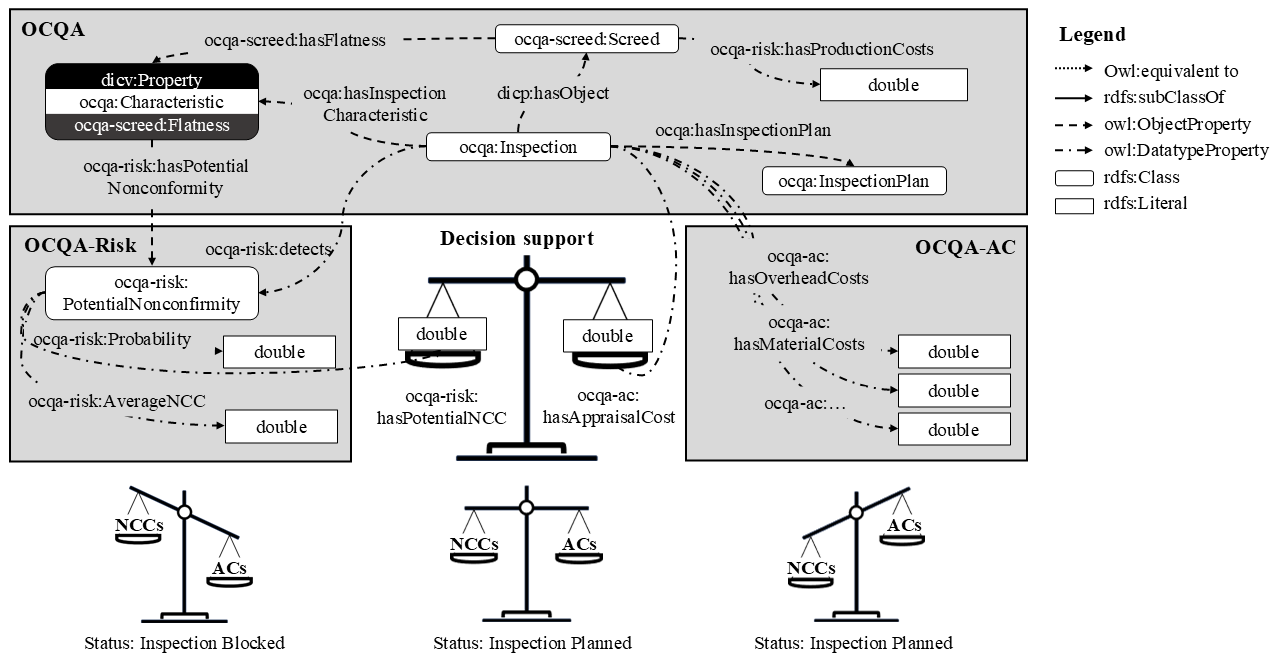 OCQA
ocqa-screed:hasFlatness
ocqa-screed:Screed
ocqa-risk:hasProductionCosts
double
dicv:Property
ocqa:Characteristic
ocqa-screed:Flatness
ocqa:hasInspection
Characteristic
dicp:hasObject
ocqa:Inspection
ocqa:hasInspectionPlan
ocqa:InspectionPlan
ocqa-risk:hasPotential
Nonconformity
Legend
Owl:equivalent to
rdfs:subClassOf
owl:ObjectProperty
owl:DatatypeProperty
rdfs:Class
rdfs:Literal
OCQA-Risk
ocqa-risk:detects
ocqa-risk:
PotentialNonconfirmity
ocqa-risk:Probability
double
ocqa-risk:AverageNCC
double
Decision support
double
double
ocqa-risk:
hasPotentialNCC
ocqa-ac:
hasAppraisalCost
OCQA-AC
ocqa-ac:
hasOverheadCosts
ocqa-ac:
hasMaterialCosts
ocqa-ac:…
double
double
double
NCCs
ACs
Status: Inspection Blocked
NCCs
ACs
Status: Inspection Planned
ACs
NCCs
Status: Inspection Planned